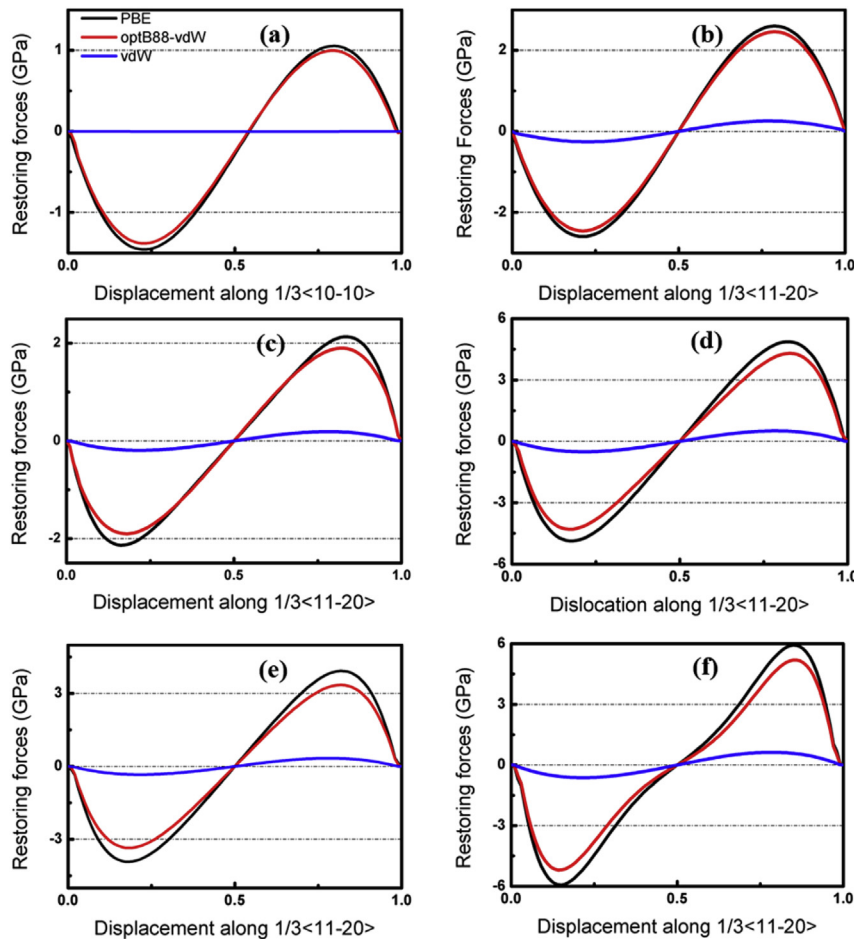 PBE
optB88-vdW
vdW
(a)
Restoring forces (GPa)
1
0
-1
0.0 0.5 1.0
Displacement along 1/3<10-10>
(b)
Restoring Forces (GPa)
2
0
-2
0.0 0.5 1.0
Displacement along 1/3<11-20>
(c)
Restoring forces (GPa)
2
0
-2
0.0 0.5 1.0
Displacement along 1/3<11-20>
(d)
Restoring forces (GPa)
6
3
0
-3
-6
0.0 0.5 1.0
Dislocation along 1/3<11-20>
(e)
Restoring forces (GPa)
3
0
-3
0.0 0.5 1.0
Displacement along 1/3<11-20>
(f)
Restoring forces (GPa)
6
3
0
-3
-6
0.0 0.5 1.0
Displacement along 1/3<11-20>